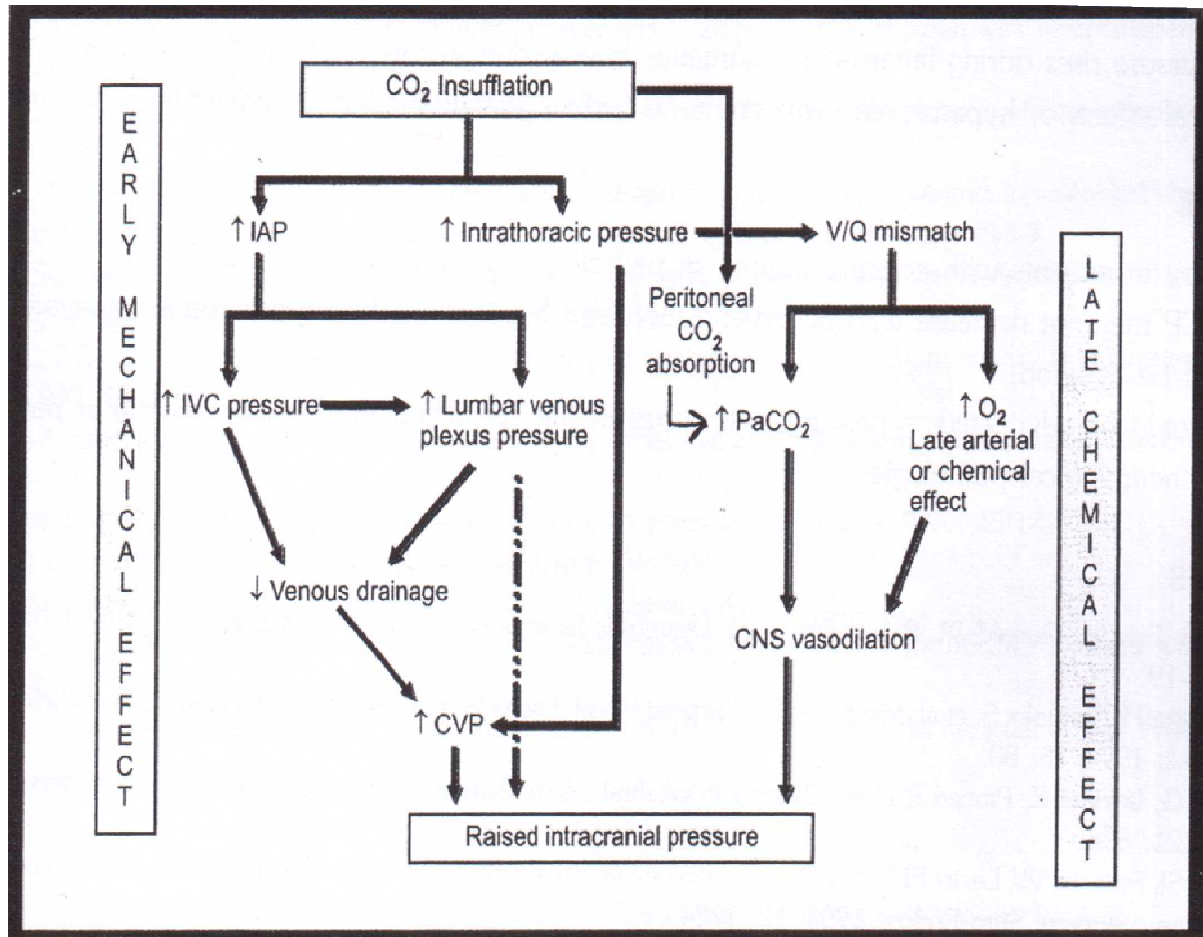 CO₂ Insufflation
EARLY MECHANICAL EFFECT
↑ IAP
↑ Intrathoracic pressure
V/Q mismatch
Peritoneal
CO₂
absorption
↑ IVC pressure
↑ Lumbar venous
plexus pressure
↑ PaCO₂
↑ O₂
Late arterial
or chemical
effect
↓ Venous drainage
CNS vasodilation
↑ CVP
Raised intracranial pressure
LATE CHEMICAL EFFECT